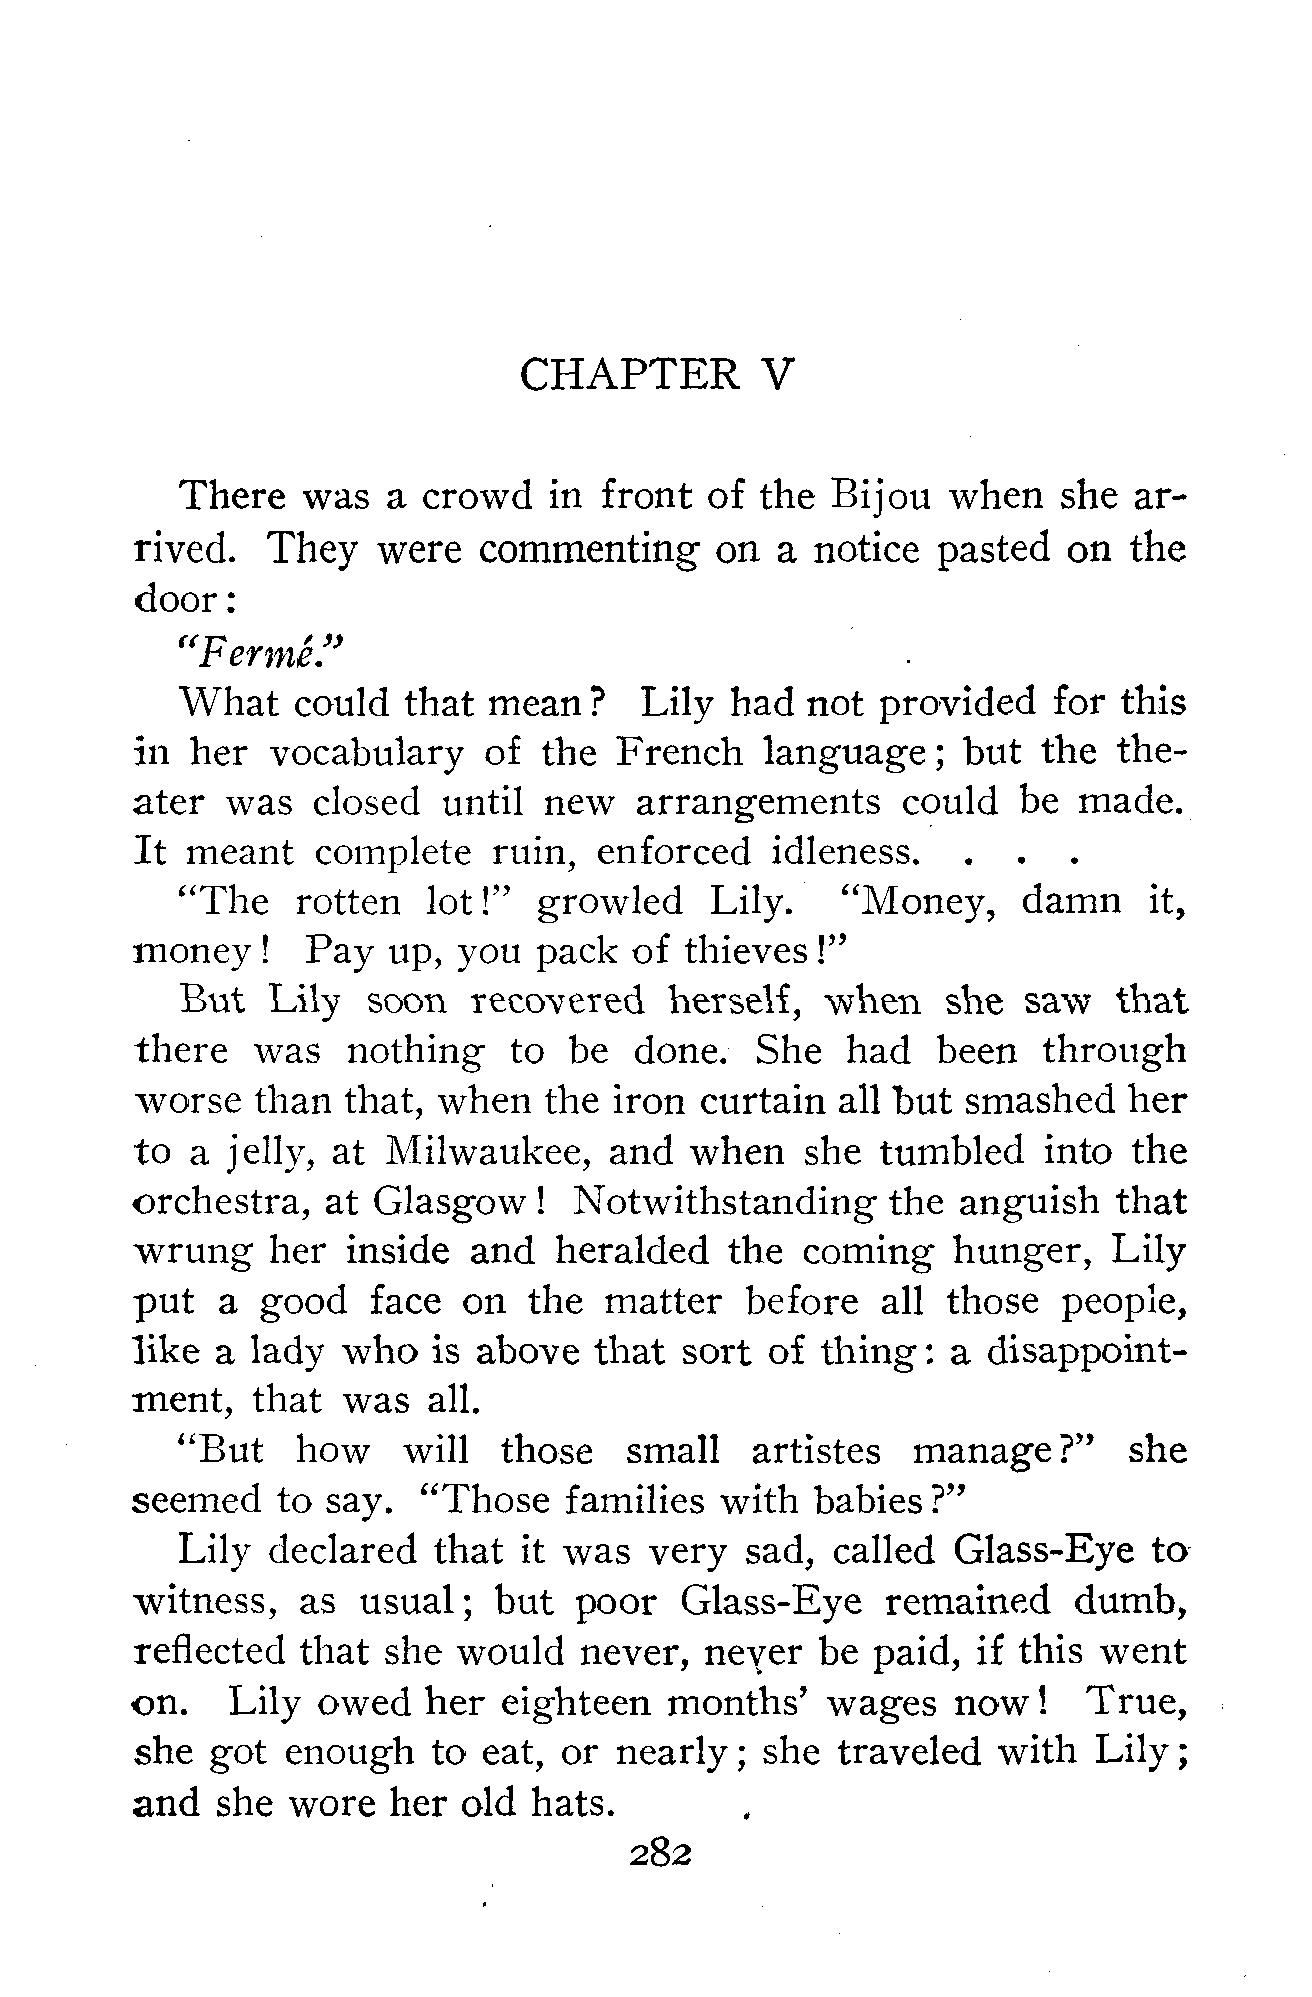 CHAPTER V
There was a crowd in front of the Bijou when she ar-
rived. They were commenting on a notice pasted on the
door:
"Fermé."
What could that mean? Lily had not provided for this
in her vocabulary of the French language; but the the-
ater was closed until new arrangements could be made.
It meant complete ruin, enforced idleness. . . .
"The rotten lot!" growled Lily. "Money, damn it,
money! Pay up, you pack of thieves!"
But Lily soon recovered herself, when she saw that
there was nothing to be done. She had been through
worse than that, when the iron curtain all but smashed her
to a jelly, at Milwaukee, and when she tumbled into the
orchestra, at Glasgow! Notwithstanding the anguish that
wrung her inside and heralded the coming hunger, Lily
put a good face on the matter before all those people,
like a lady who is above that sort of thing: a disappoint-
ment, that was all.
"But how will those small artistes manage?" she
seemed to say. "Those families with babies?"
Lily declared that it was very sad, called Glass-Eye to
witness, as usual; but poor Glass-Eye remained dumb,
reflected that she would never, never be paid, if this went
on. Lily owed her eighteen months' wages now! True,
she got enough to eat, or nearly; she traveled with Lily;
and she wore her old hats.
282